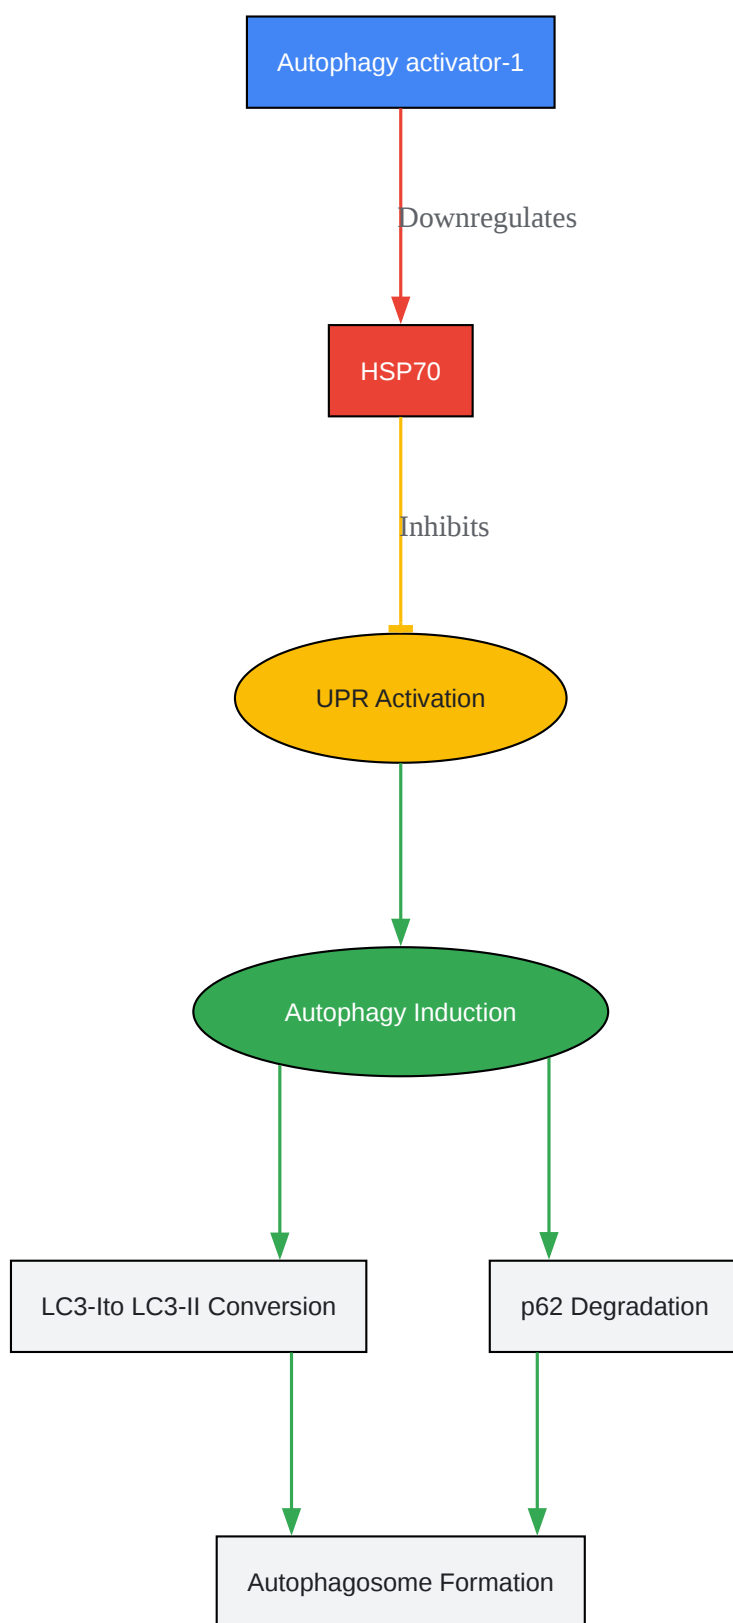 Autophagy activator-1
Downregulates
HSP70
Inhibits
UPR Activation
Autophagy Induction
LC3-Ito LC3-II Conversion
p62 Degradation
Autophagosome Formation